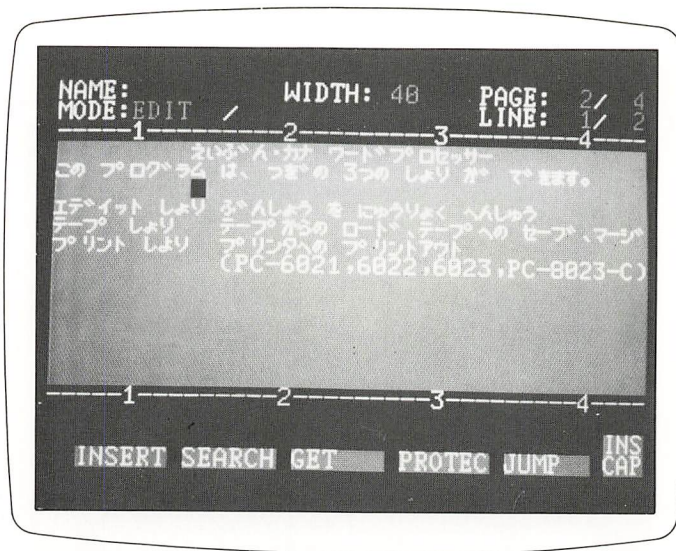 NAME: WIDTH: 40 PAGE: 2/ 4
MODE:EDIT / LINE: 1/ 2
------1---------2---------3---------4----
えいぶん・カナ ワードプロセッサー
この プログラム は、つぎの 3つの しょり が できます。
エディット しょり ぶんしょう を にゅうりょく へんしゅう
テープ しょり テープからの ロード、テープへの セーブ、マージ
プリント しょり プリンタへの プリントアウト
(PC-6021,6022,6023,PC-8023-C)
------1---------2---------3---------4----
INSERT SEARCH GET PROTEC JUMP INS
CAP